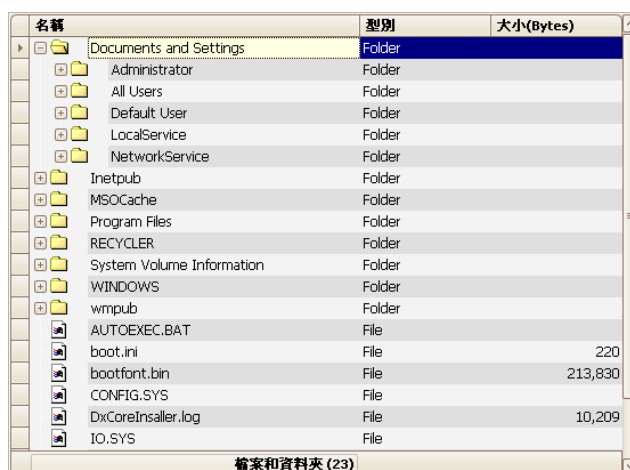 名稱 型別 大小(Bytes)
Documents and Settings Folder
Administrator Folder
All Users Folder
Default User Folder
LocalService Folder
NetworkService Folder
Inetpub Folder
MSOCache Folder
Program Files Folder
RECYCLER Folder
System Volume Information Folder
WINDOWS Folder
wmpub Folder
AUTOEXEC.BAT File
boot.ini File 220
bootfont.bin File 213,830
CONFIG.SYS File
DxCoreInsaller.log File 10,209
IO.SYS File
檔案和資料夾 (23)